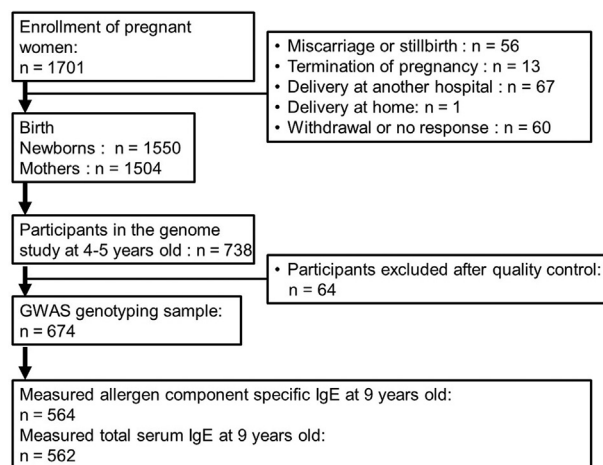 Enrollment of pregnant
women:
n = 1701
• Miscarriage or stillbirth : n = 56
• Termination of pregnancy : n = 13
• Delivery at another hospital : n = 67
• Delivery at home: n = 1
• Withdrawal or no response : n = 60
Birth
Newborns : n = 1550
Mothers : n = 1504
Participants in the genome
study at 4-5 years old : n = 738
• Participants excluded after quality control:
n = 64
GWAS genotyping sample:
n = 674
Measured allergen component specific IgE at 9 years old:
n = 564
Measured total serum IgE at 9 years old:
n = 562